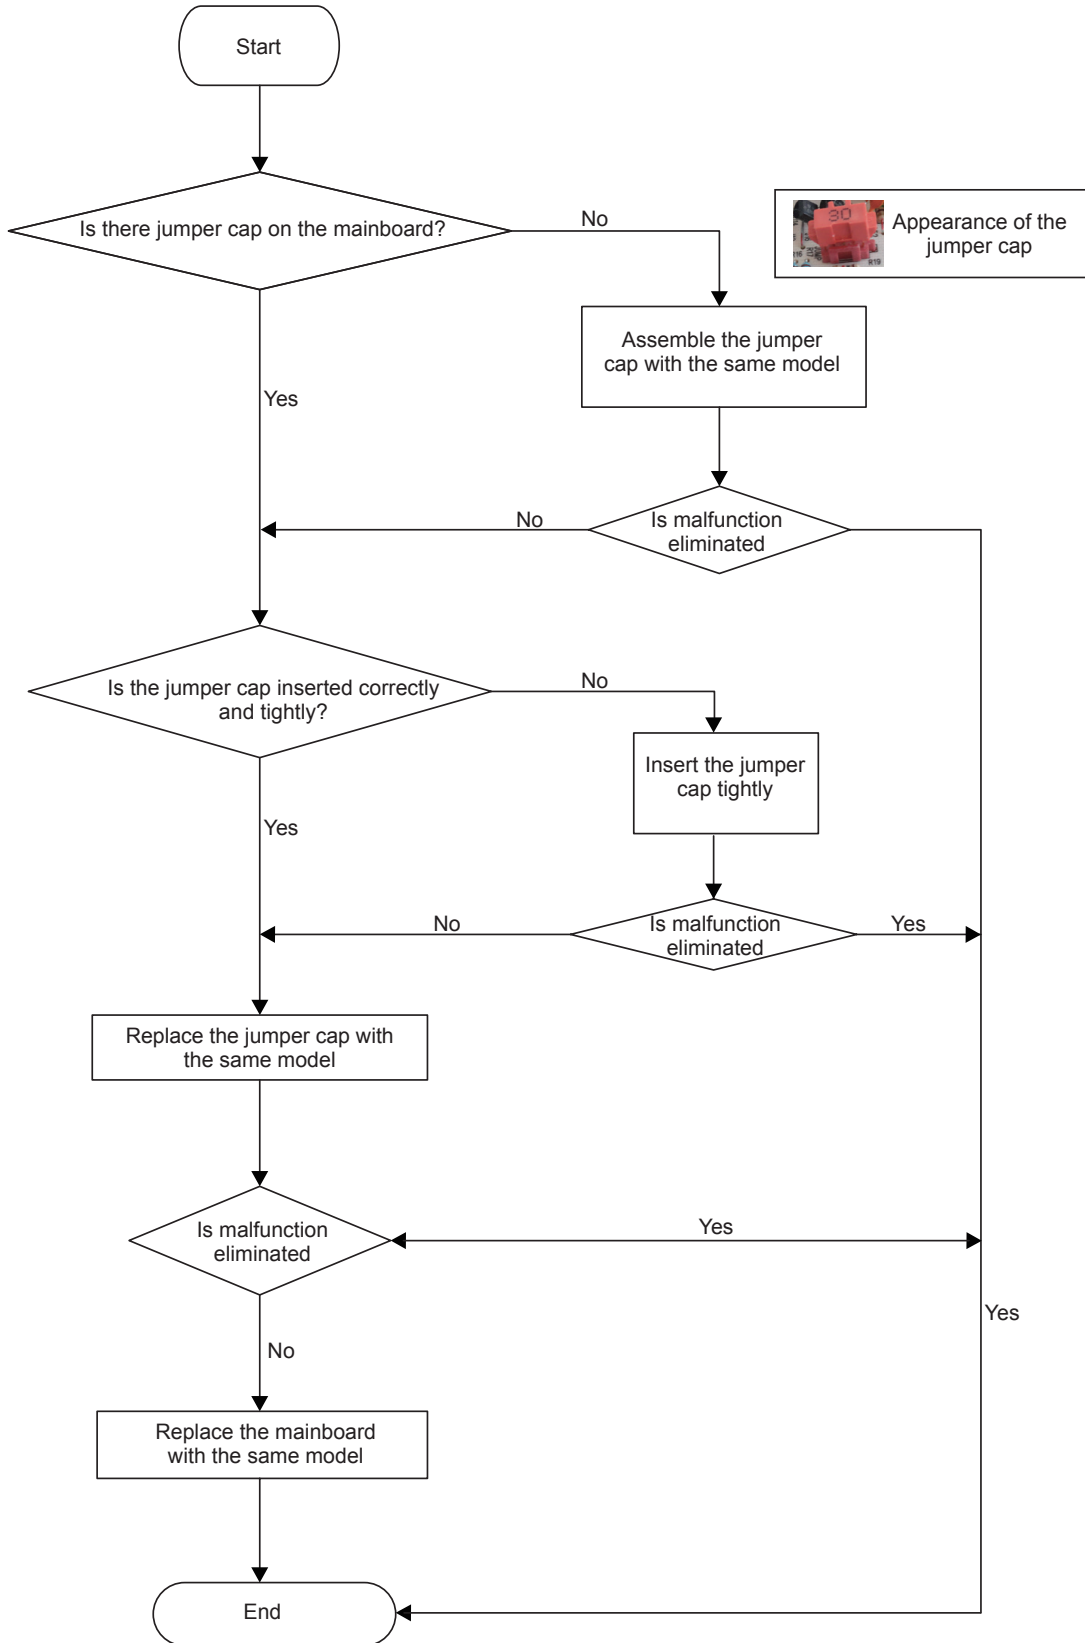 Start
Is there jumper cap on the mainboard?
No
30
R19
Appearance of the
jumper cap
Assemble the jumper
cap with the same model
Yes
No
Is malfunction
eliminated
Is the jumper cap inserted correctly
and tightly?
No
Insert the jumper
cap tightly
Yes
No
Is malfunction
eliminated
Yes
Replace the jumper cap with
the same model
Is malfunction
eliminated
Yes
Yes
No
Replace the mainboard
with the same model
End